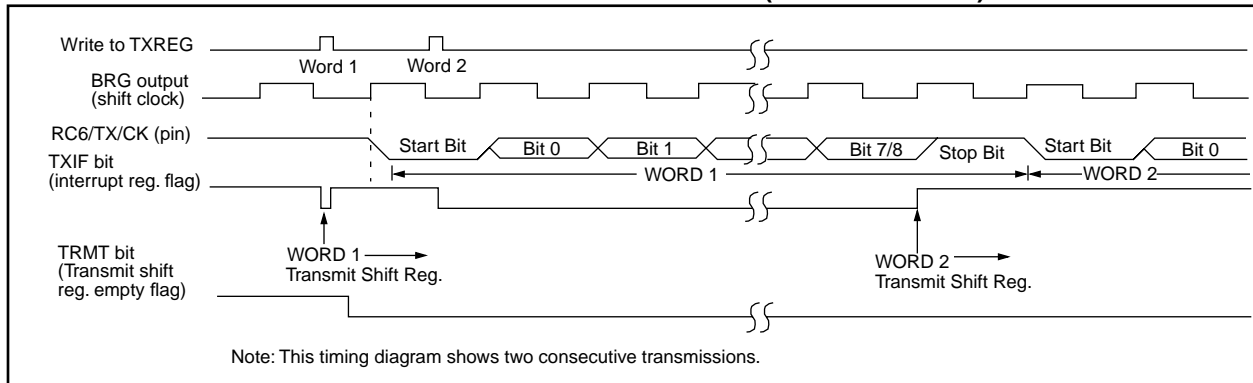 Write to TXREG
Word 1 Word 2
BRG output
(shift clock)
RC6/TX/CK (pin)
Start Bit Bit 0 Bit 1 Bit 7/8 Stop Bit Start Bit Bit 0
TXIF bit
(interrupt reg. flag)
WORD 1 WORD 2
WORD 1
Transmit Shift Reg.
WORD 2
Transmit Shift Reg.
TRMT bit
(Transmit shift
reg. empty flag)
Note: This timing diagram shows two consecutive transmissions.